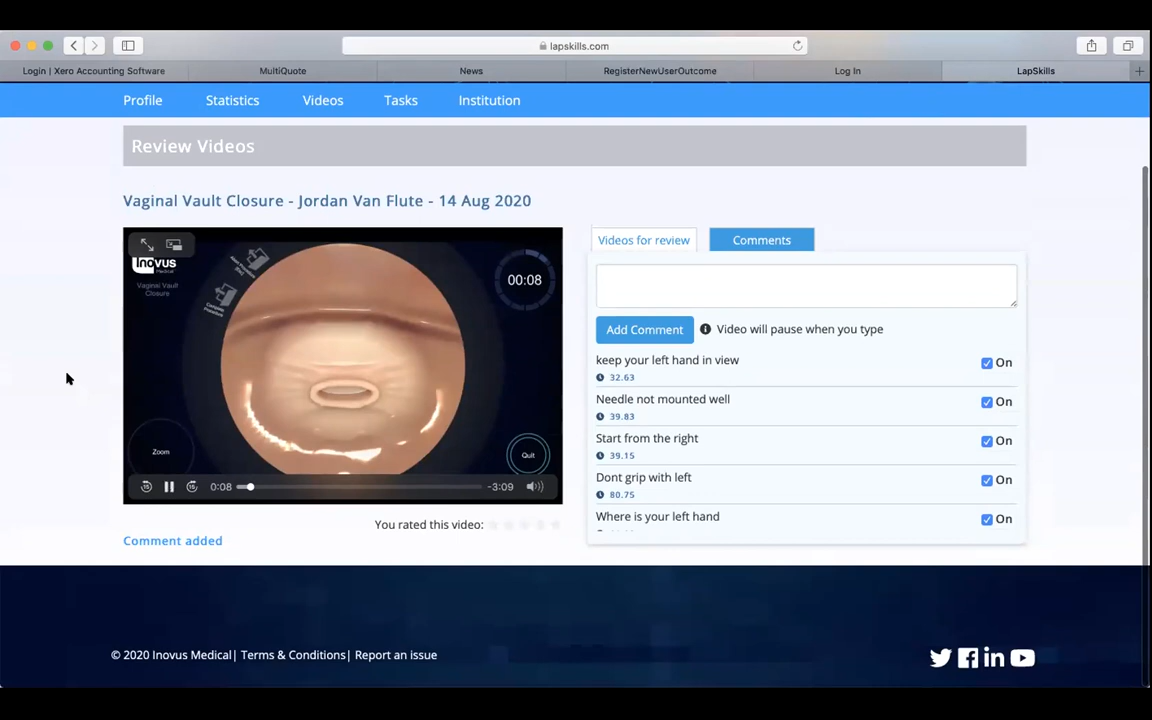 lapskills.com
Login | Xero Accounting Software
MultiQuote
News
RegisterNewUserOutcome
Log In
LapSkills
Profile
Statistics
Videos
Tasks
Institution
Review Videos
Vaginal Vault Closure - Jordan Van Flute - 14 Aug 2020
inovus
Medical
Vaginal Vault
Closure
00:08
Zoom
Quit
15
15
0:08
-3:09
You rated this video:
Comment added
Videos for review
Comments
Add Comment
Video will pause when you type
keep your left hand in view
On
32.63
Needle not mounted well
On
39.83
Start from the right
On
39.15
Dont grip with left
On
80.75
Where is your left hand
On
© 2020 Inovus Medical| Terms & Conditions| Report an issue